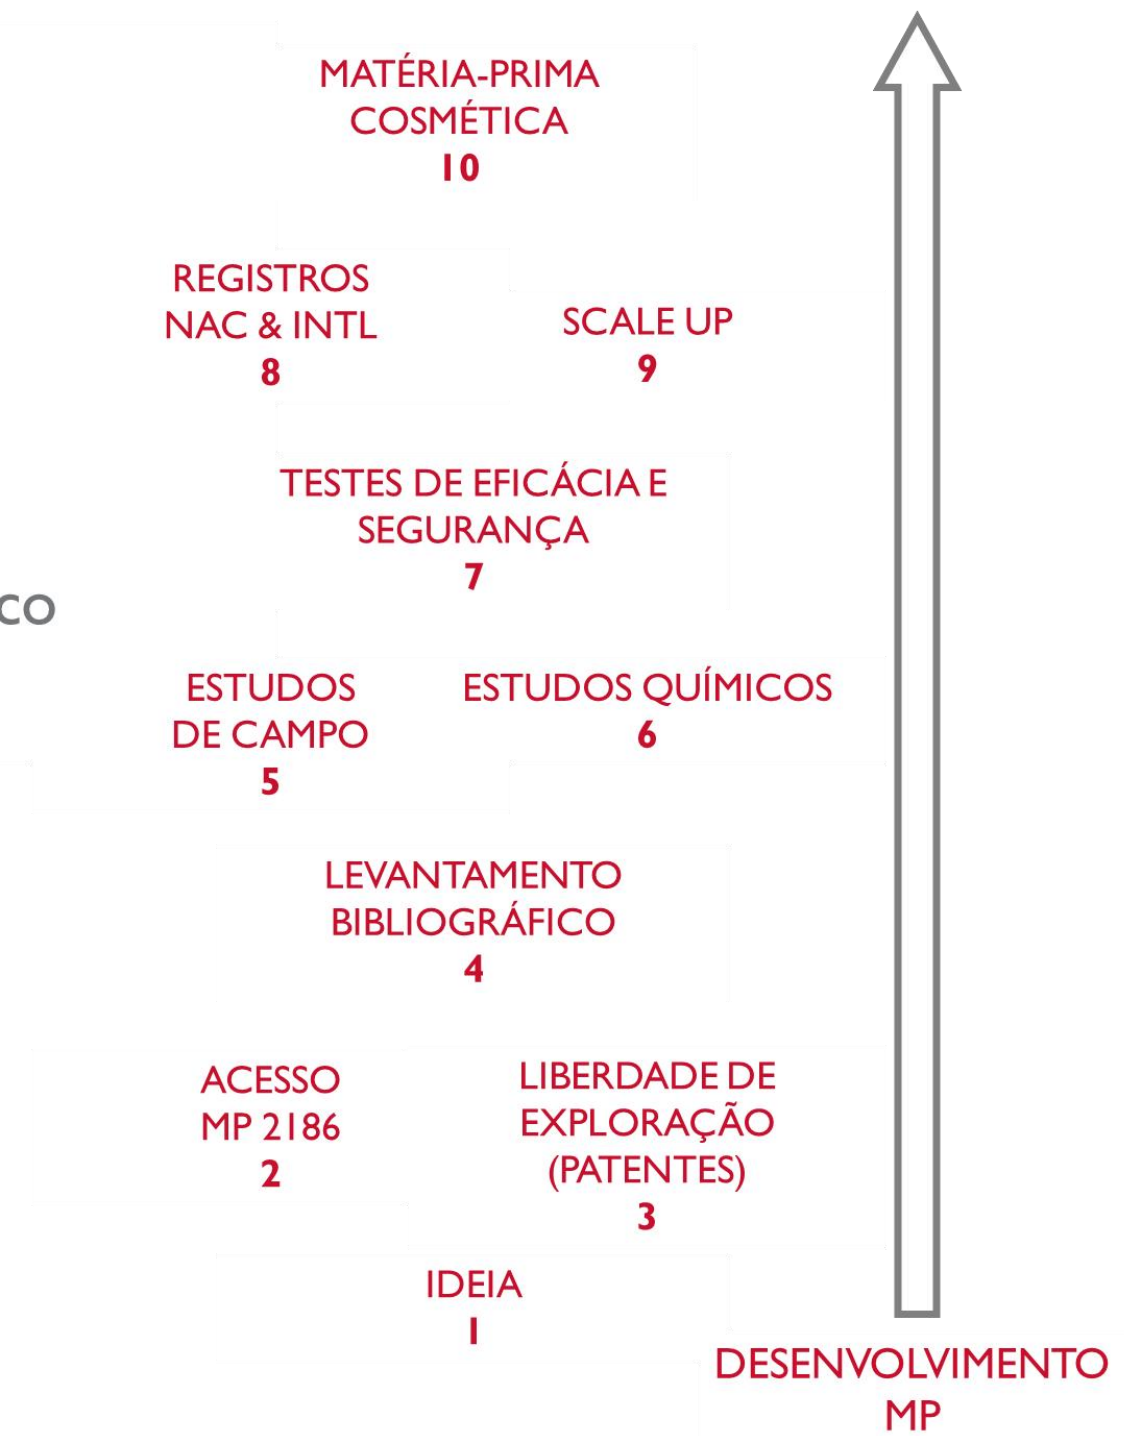 MATÉRIA-PRIMA
COSMÉTICA
10
REGISTROS
NAC & INTL
8
SCALE UP
9
TESTES DE EFICÁCIA E
SEGURANÇA
7
CO
ESTUDOS
DE CAMPO
5
ESTUDOS QUÍMICOS
6
LEVANTAMENTO
BIBLIOGRÁFICO
4
ACESSO
MP 2186
2
LIBERDADE DE
EXPLORAÇÃO
(PATENTES)
3
IDEIA
1
DESENVOLVIMENTO
MP